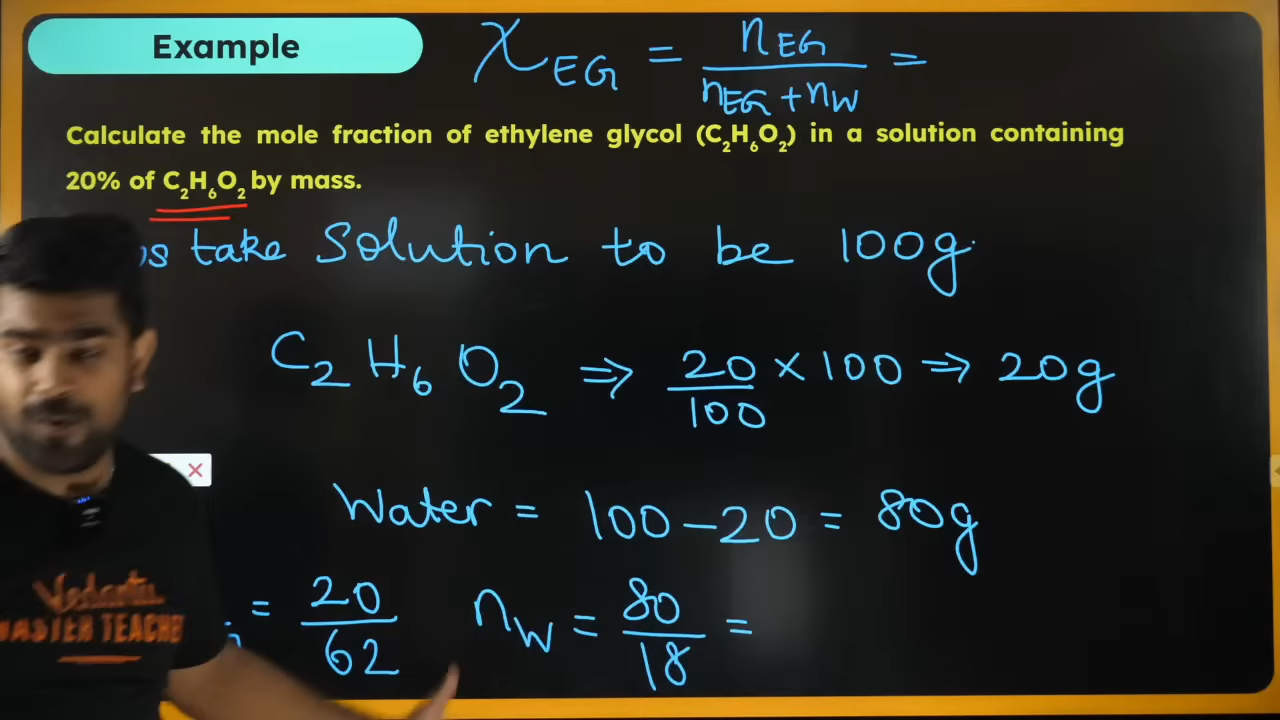 Example
χEG = nEG / (nEG + nW) =
Calculate the mole fraction of ethylene glycol (C₂H₆O₂) in a solution containing
20% of C₂H₆O₂ by mass.
take Solution to be 100g
C₂H₆O₂ ⇒ 20/100 × 100 ⇒ 20g
Water = 100 – 20 = 80g
= 20/62 nW = 80/18 =
Vedantu
MASTER TEACHER